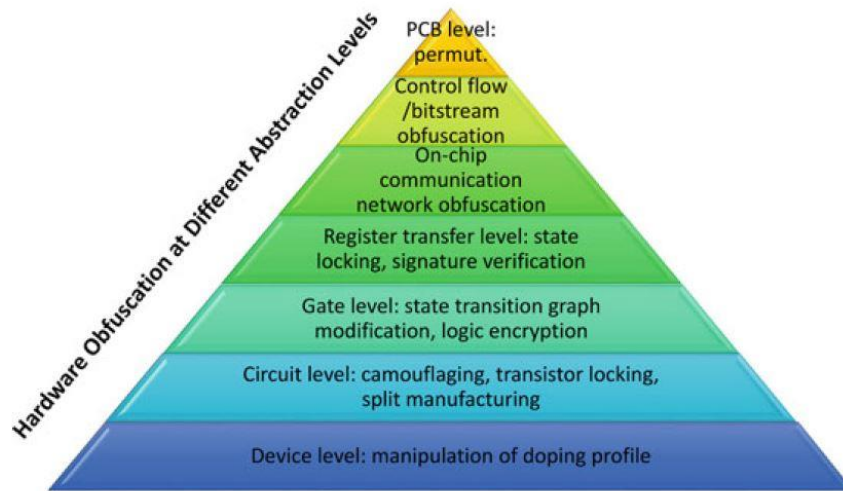 Hardware Obfuscation at Different Abstraction Levels
PCB level:
permut.
Control flow
/bitstream
obfuscation
On-chip
communication
network obfuscation
Register transfer level: state
locking, signature verification
Gate level: state transition graph
modification, logic encryption
Circuit level: camouflaging, transistor locking,
split manufacturing
Device level: manipulation of doping profile